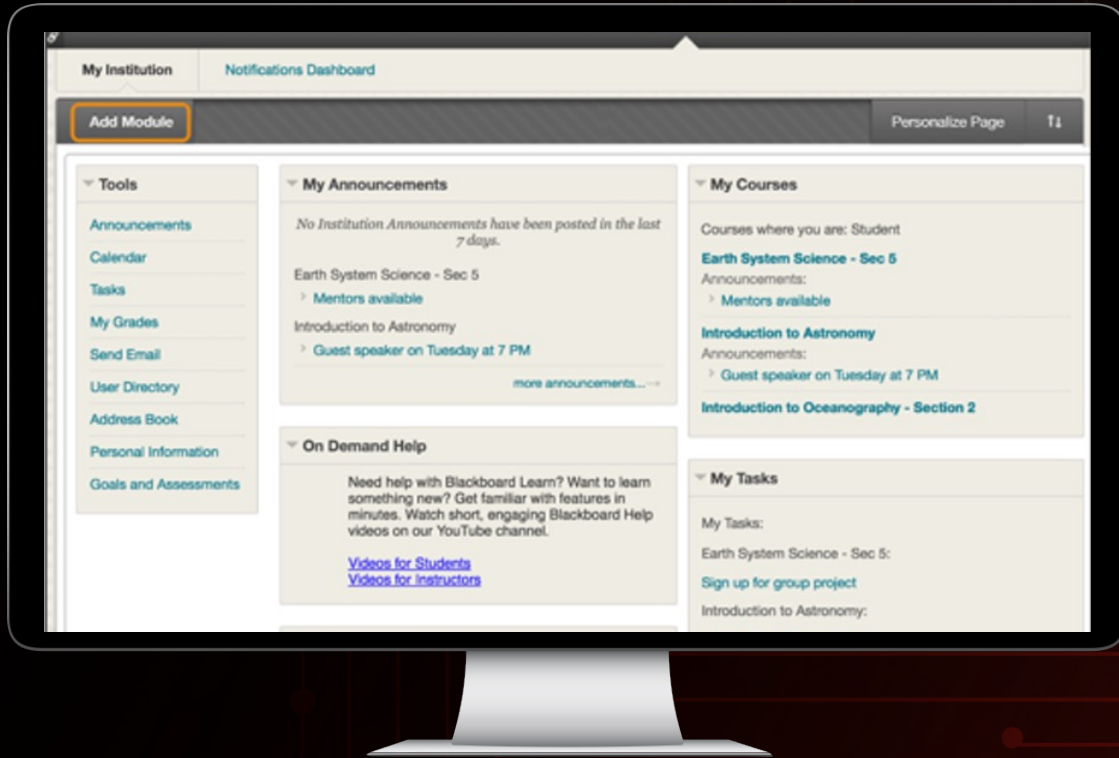 My Institution
Notifications Dashboard
Add Module
Personalize Page
Tools
Announcements
Calendar
Tasks
My Grades
Send Email
User Directory
Address Book
Personal Information
Goals and Assessments
My Announcements
No Institution Announcements have been posted in the last
7 days.
Earth System Science - Sec 5
Mentors available
Introduction to Astronomy
Guest speaker on Tuesday at 7 PM
more announcements...→
On Demand Help
Need help with Blackboard Learn? Want to learn
something new? Get familiar with features in
minutes. Watch short, engaging Blackboard Help
videos on our YouTube channel.
Videos for Students
Videos for Instructors
My Courses
Courses where you are: Student
Earth System Science - Sec 5
Announcements:
Mentors available
Introduction to Astronomy
Announcements:
Guest speaker on Tuesday at 7 PM
Introduction to Oceanography - Section 2
My Tasks
My Tasks:
Earth System Science - Sec 5:
Sign up for group project
Introduction to Astronomy: